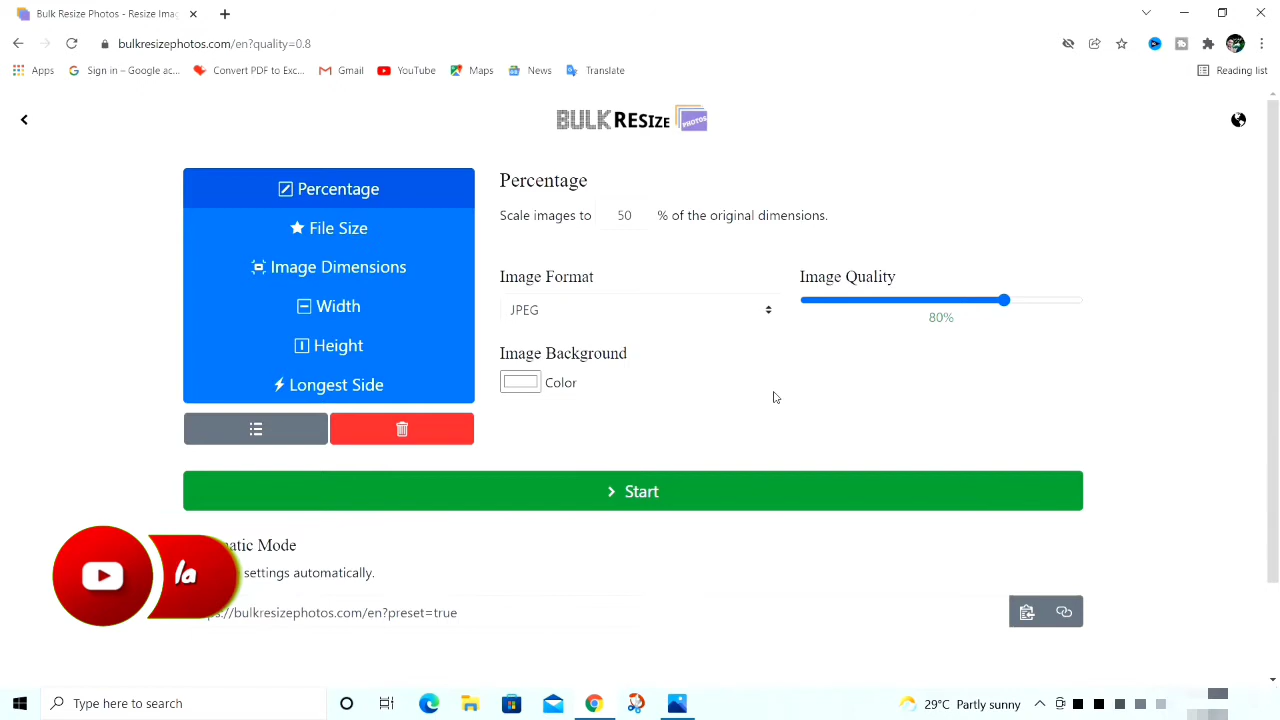 Bulk Resize Photos - Resize Imag
bulkresizephotos.com/en?quality=0.8
Apps
Sign in – Google ac...
Convert PDF to Exc...
Gmail
YouTube
Maps
News
Translate
Reading list
BULK RESIZE PHOTOS
Percentage
File Size
Image Dimensions
Width
Height
Longest Side
Percentage
Scale images to 50 % of the original dimensions.
Image Format
Image Quality
JPEG
80%
Image Background
Color
Start
Mode
settings automatically.
://bulkresizephotos.com/en?preset=true
la
Type here to search
29°C Partly sunny